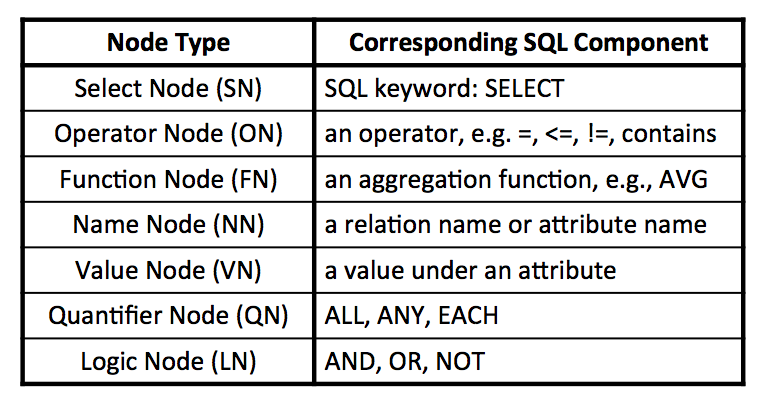 Node Type Corresponding SQL Component
Select Node (SN) SQL keyword: SELECT
Operator Node (ON) an operator, e.g. =, <=, !=, contains
Function Node (FN) an aggregation function, e.g., AVG
Name Node (NN) a relation name or attribute name
Value Node (VN) a value under an attribute
Quantifier Node (QN) ALL, ANY, EACH
Logic Node (LN) AND, OR, NOT